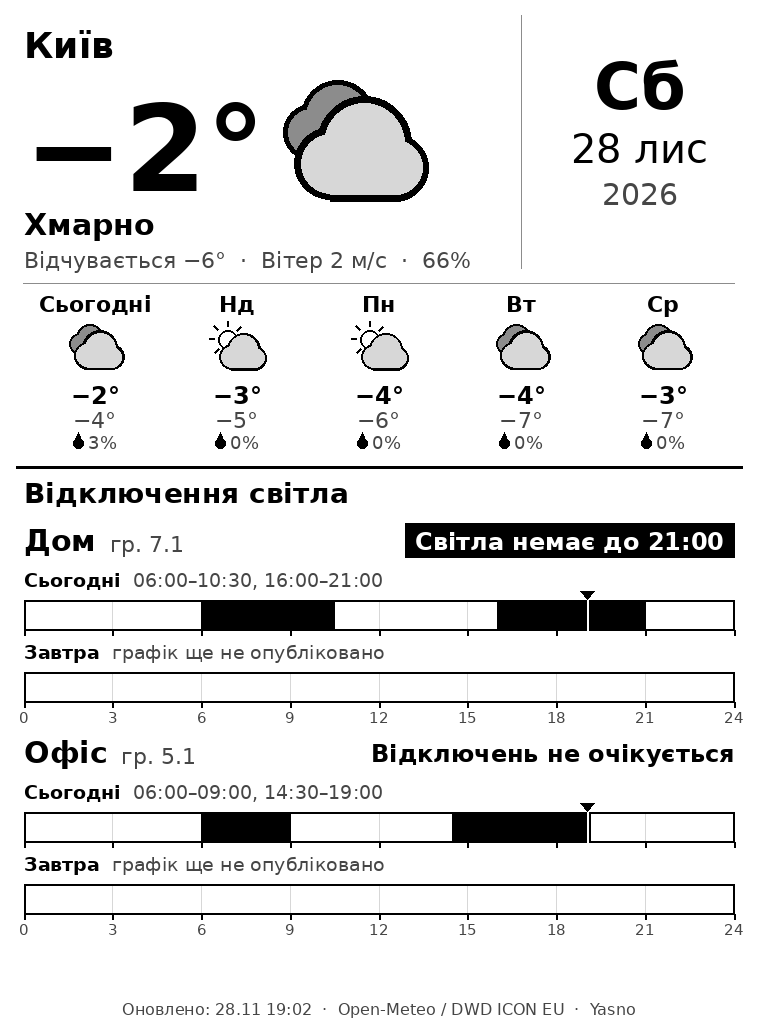 Київ
−2°
Хмарно
Відчувається −6° · Вітер 2 м/с · 66%
Сб
28 лис
2026
Сьогодні Нд Пн Вт Ср
−2° −3° −4° −4° −3°
−4° −5° −6° −7° −7°
3% 0% 0% 0% 0%
Відключення світла
Дом гр. 7.1 Світла немає до 21:00
Сьогодні 06:00–10:30, 16:00–21:00
Завтра графік ще не опубліковано
0 3 6 9 12 15 18 21 24
Офіс гр. 5.1 Відключень не очікується
Сьогодні 06:00–09:00, 14:30–19:00
Завтра графік ще не опубліковано
0 3 6 9 12 15 18 21 24
Оновлено: 28.11 19:02 · Open-Meteo / DWD ICON EU · Yasno